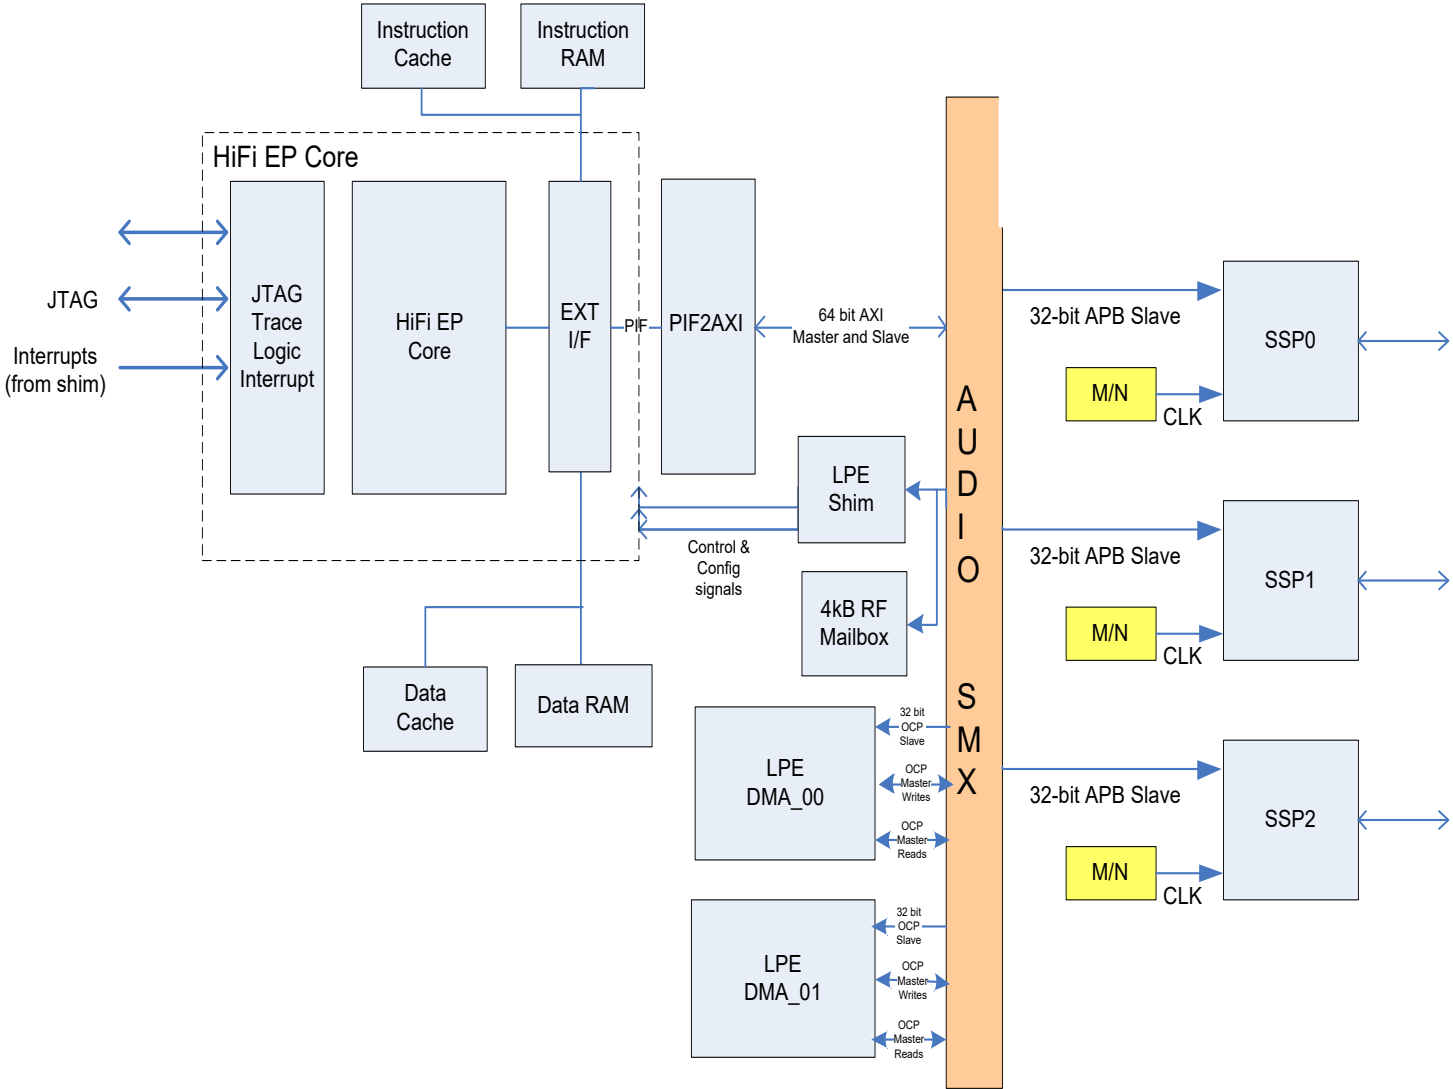 Instruction
Cache
Instruction
RAM
HiFi EP Core
JTAG
Interrupts
(from shim)
JTAG
Trace
Logic
Interrupt
HiFi EP
Core
EXT
I/F
PIF
PIF2AXI
64 bit AXI
Master and Slave
LPE
Shim
Control &
Config
signals
4kB RF
Mailbox
Data
Cache
Data RAM
LPE
DMA_00
32 bit
OCP
Slave
OCP
Master
Writes
OCP
Master
Reads
LPE
DMA_01
32 bit
OCP
Slave
OCP
Master
Writes
OCP
Master
Reads
A
U
D
I
O
S
M
X
32-bit APB Slave
SSP0
M/N
CLK
32-bit APB Slave
SSP1
M/N
CLK
32-bit APB Slave
SSP2
M/N
CLK